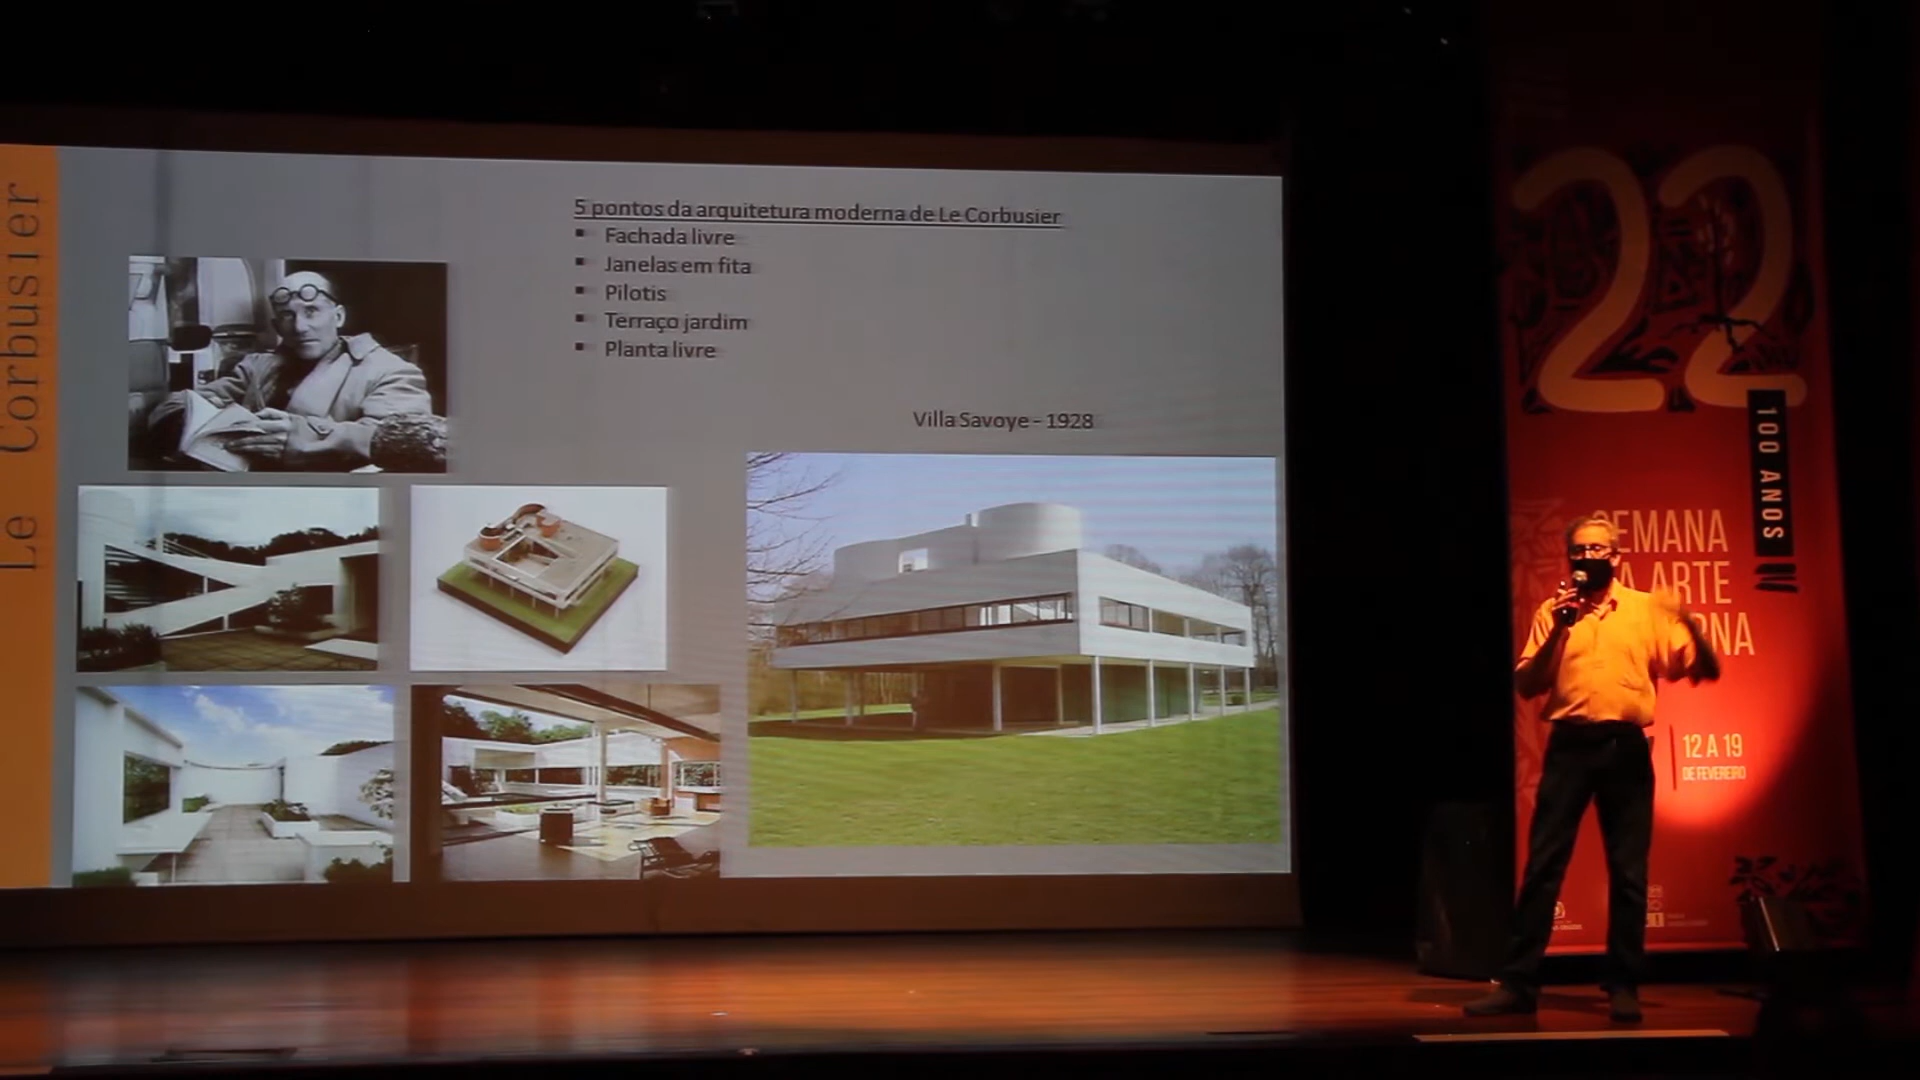 Le Corbusier
5 pontos da arquitetura moderna de Le Corbusier
Fachada livre
Janelas em fita
Pilotis
Terraço jardim
Planta livre
Villa Savoye - 1928
22
100 ANOS
SEMANA
A ARTE
RNA
12 A 19
DE FEVEREIRO